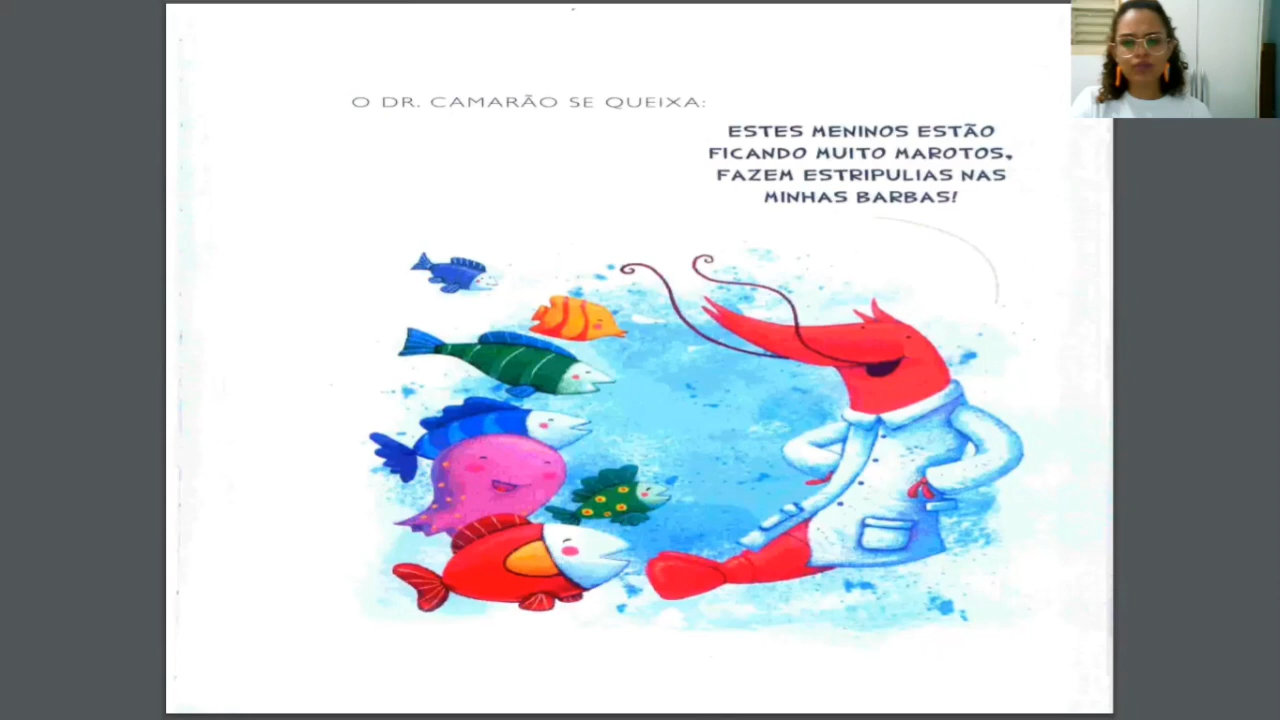 O DR. CAMARÃO SE QUEIXA:
ESTES MENINOS ESTÃO
FICANDO MUITO MAROTOS,
FAZEM ESTRIPULIAS NAS
MINHAS BARBAS!